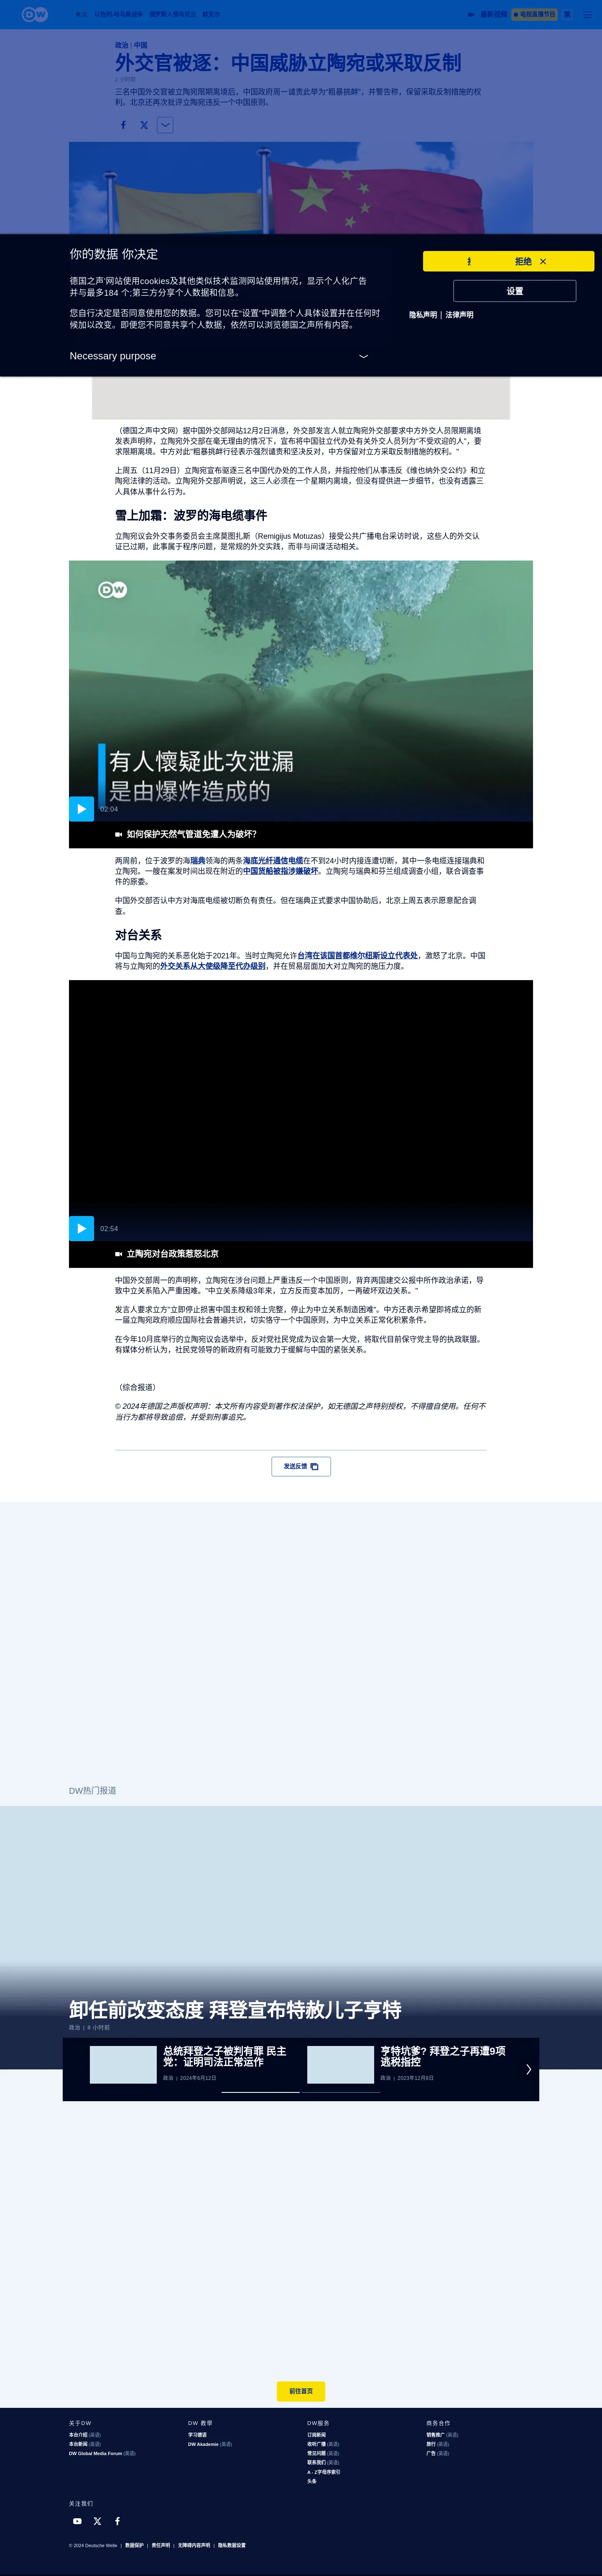 DW
最新视频
电视直播节目
繁
政治 | 中国
外交官被逐：中国威胁立陶宛或采取反制
2 小时前
三名中国外交官被立陶宛限期离境后，中国政府周一谴责此举为“粗暴挑衅”，并警告称，保留采取反制措施的权
利。北京还再次批评立陶宛违反一个中国原则。
你的数据 你决定
拒绝
德国之声'网站使用cookies及其他类似技术监测网站使用情况，显示个人化广告
并与最多184 个;第三方分享个人数据和信息。
设置
您自行决定是否同意使用您的数据。您可以在"设置"中调整个人具体设置并在任何时
候加以改变。即便您不同意共享个人数据，依然可以浏览德国之声所有内容。
隐私声明 | 法律声明
Necessary purpose
（德国之声中文网）据中国外交部网站12月2日消息，外交部发言人就立陶宛外交部要求中方外交人员限期离境
发表声明称，立陶宛外交部在毫无理由的情况下，宣布将中国驻立代办处有关外交人员列为"不受欢迎的人"，要
求限期离境。中方对此"粗暴挑衅行径表示强烈谴责和坚决反对，中方保留对立方采取反制措施的权利。"
上周五（11月29日）立陶宛宣布驱逐三名中国代办处的工作人员，并指控他们从事违反《维也纳外交公约》和立
陶宛法律的活动。立陶宛外交部声明说，这三人必须在一个星期内离境，但没有提供进一步细节，也没有透露三
人具体从事什么行为。
雪上加霜：波罗的海电缆事件
立陶宛议会外交事务委员会主席莫图扎斯（Remigijus Motuzas）接受公共广播电台采访时说，这些人的外交认
证已过期，此事属于程序问题，是常规的外交实践，而非与间谍活动相关。
DW
有人懷疑此次泄漏
是由爆炸造成的
02:04
如何保护天然气管道免遭人为破坏？
两周前，位于波罗的海瑞典领海的两条海底光纤通信电缆在不到24小时内接连遭切断，其中一条电缆连接瑞典和
立陶宛。一艘在案发时间出现在附近的中国货船被指涉嫌破坏。立陶宛与瑞典和芬兰组成调查小组，联合调查事
件的原委。
中国外交部否认中方对海底电缆被切断负有责任。但在瑞典正式要求中国协助后，北京上周五表示愿意配合调
查。
对台关系
中国与立陶宛的关系恶化始于2021年。当时立陶宛允许台湾在该国首都维尔纽斯设立代表处，激怒了北京。中国
将与立陶宛的外交关系从大使级降至代办级别，并在贸易层面加大对立陶宛的施压力度。
02:54
立陶宛对台政策惹怒北京
中国外交部周一的声明称，立陶宛在涉台问题上严重违反一个中国原则，背弃两国建交公报中所作政治承诺，导
致中立关系陷入严重困难。"中立关系降级3年来，立方反而变本加厉，一再破坏双边关系。"
发言人要求立方"立即停止损害中国主权和领土完整，停止为中立关系制造困难"。中方还表示希望即将成立的新
一届立陶宛政府顺应国际社会普遍共识，切实恪守一个中国原则，为中立关系正常化积累条件。
在今年10月底举行的立陶宛议会选举中，反对党社民党成为议会第一大党，将取代目前保守党主导的执政联盟。
有媒体分析认为，社民党领导的新政府有可能致力于缓解与中国的紧张关系。
（综合报道）
© 2024年德国之声版权声明：本文所有内容受到著作权法保护，如无德国之声特别授权，不得擅自使用。任何不
当行为都将导致追偿，并受到刑事追究。
发送反馈
DW热门报道
卸任前改变态度 拜登宣布特赦儿子亨特
政治 | 8 小时前
总统拜登之子被判有罪 民主
党：证明司法正常运作
政治 | 2024年6月12日
亨特坑爹? 拜登之子再遭9项
逃税指控
政治 | 2023年12月8日
前往首页
关于DW
本台介绍 (英语)
本台新闻 (英语)
DW Global Media Forum (英语)
DW 教學
学习德语
DW Akademie (英语)
DW服务
订阅新闻
收听广播 (英语)
常见问题 (英语)
联系我们 (英语)
A - Z字母序索引
头条
商务合作
销售推广 (英语)
旅行 (英语)
广告 (英语)
关注我们
© 2024 Deutsche Welle | 数据保护 | 责任声明 | 无障碍内容声明 | 隐私数据设置